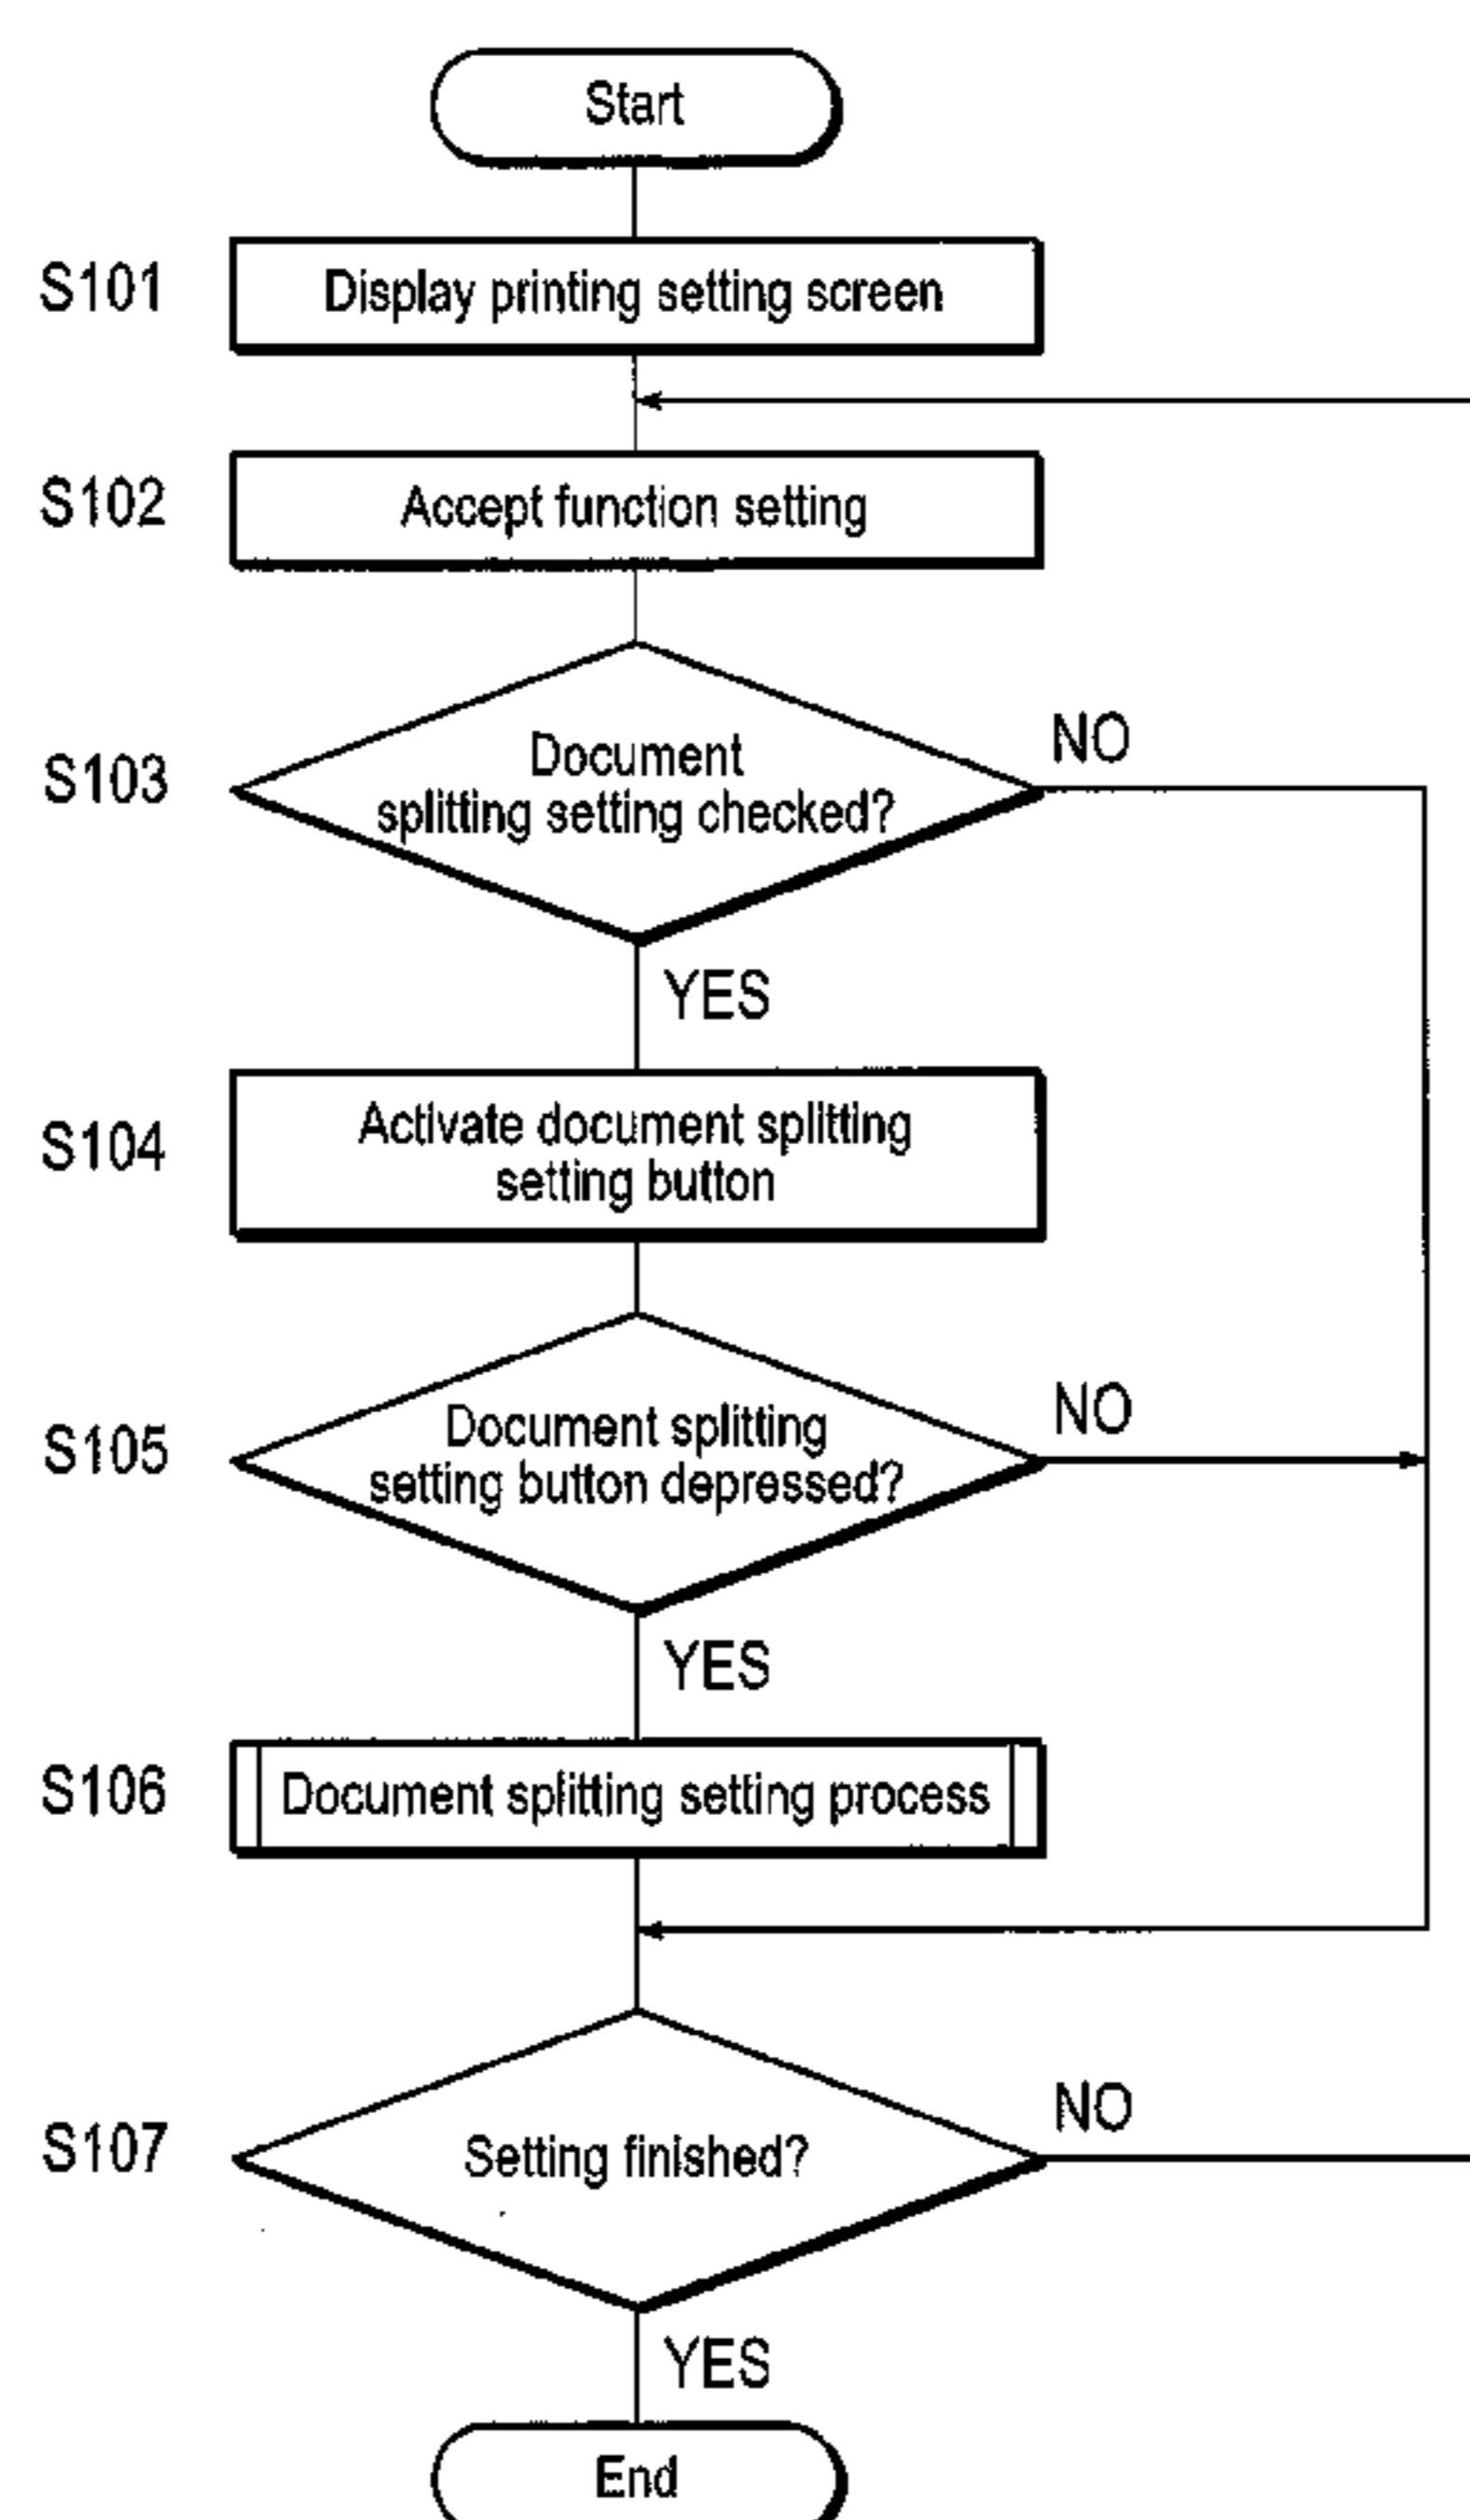 Start
S101
Display printing setting screen
S102
Accept function setting
S103
Document
splitting setting checked?
NO
YES
S104
Activate document splitting
setting button
S105
Document splitting
setting button depressed?
NO
YES
S106
Document splitting setting process
S107
Setting finished?
NO
YES
End